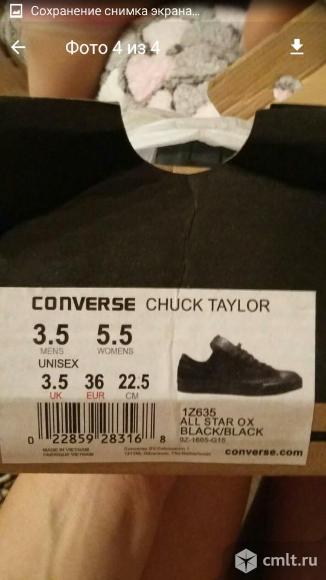 Сохранение снимка экрана...
Фото 4 из 4
CONVERSE CHUCK TAYLOR
3.5 5.5
MENS WOMENS
UNISEX
3.5 36 22.5
UK EUR CM
1Z635
ALL STAR OX
BLACK/BLACK
0 22859 28316 8
MADE IN VIETNAM
FABRIQUE VIETNAM
converse.com
cmlt.ru